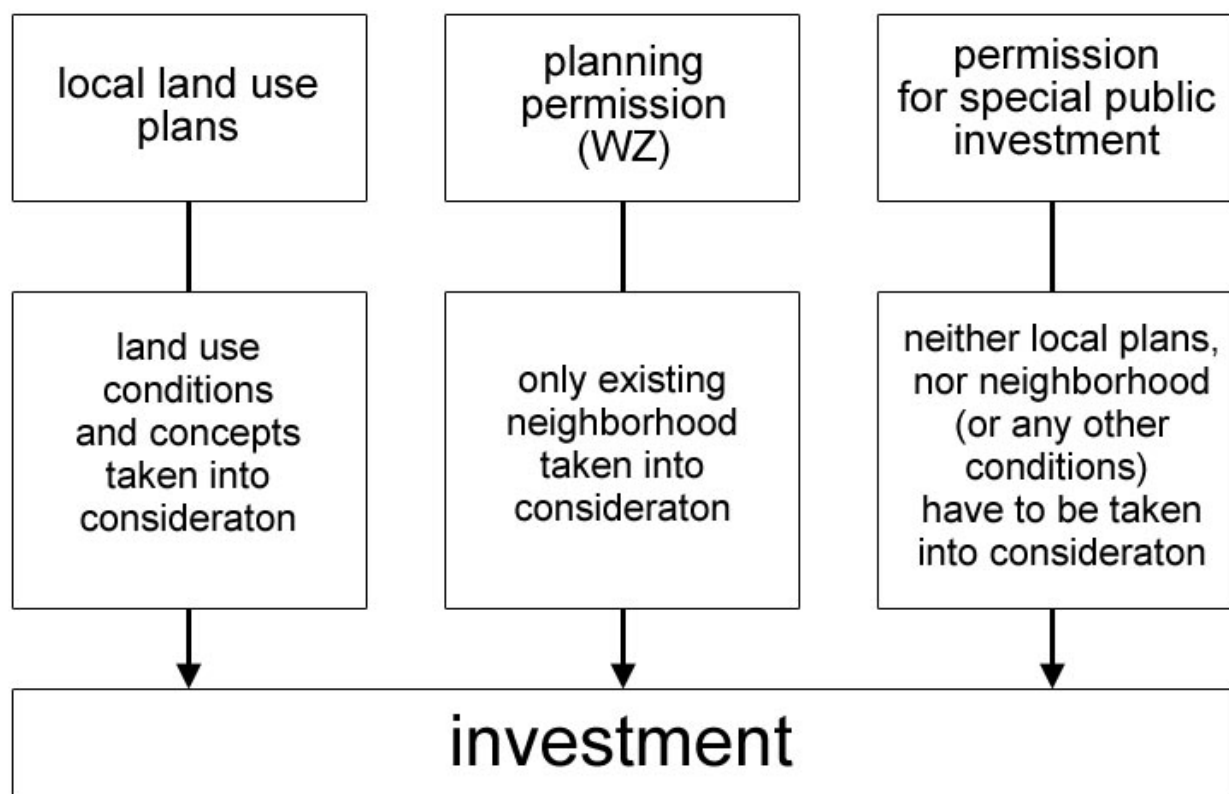 local land use
plans
planning
permission
(WZ)
permission
for special public
investment
land use
conditions
and concepts
taken into
consideraton
only existing
neighborhood
taken into
consideraton
neither local plans,
nor neighborhood
(or any other
conditions)
have to be taken
into consideraton
investment